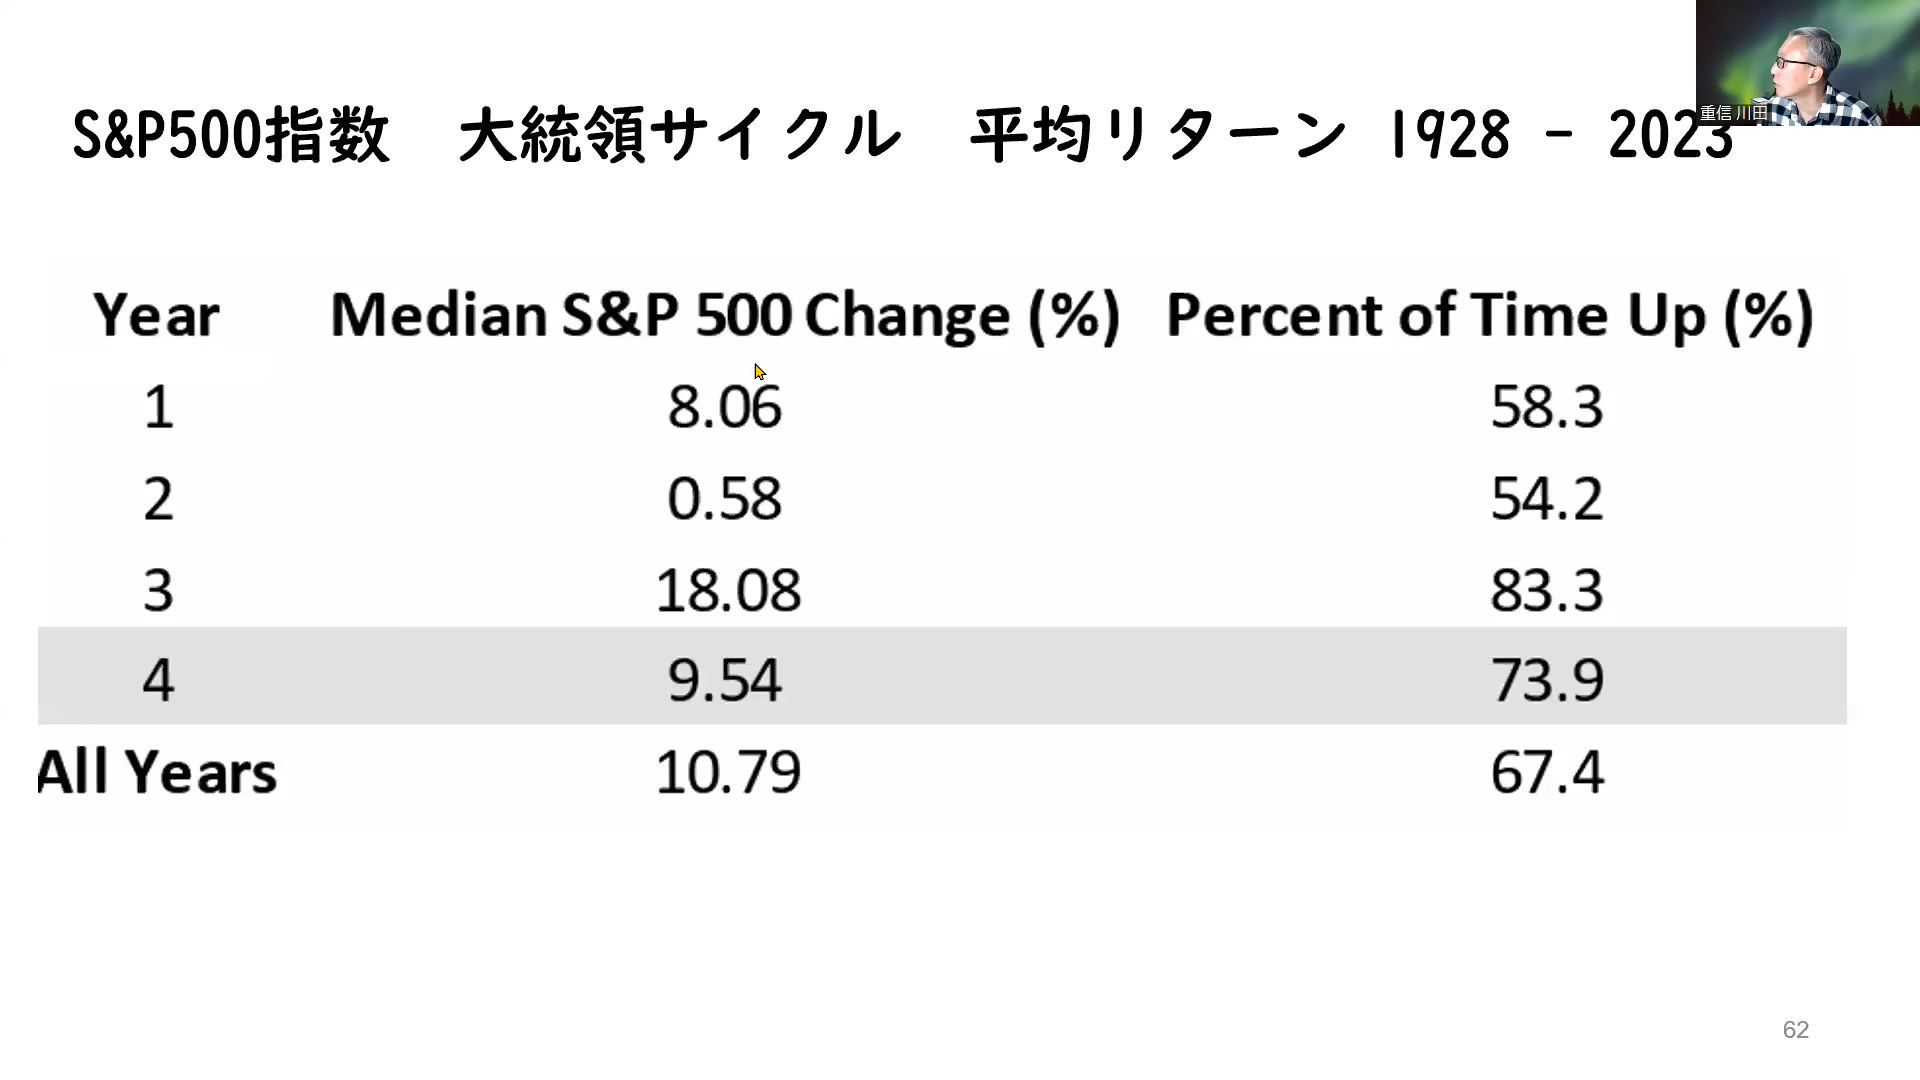 S&P500指数　大統領サイクル　平均リターン 1928 - 2023
重信 川田
Year Median S&P 500 Change (%) Percent of Time Up (%)
1 8.06 58.3
2 0.58 54.2
3 18.08 83.3
4 9.54 73.9
All Years 10.79 67.4
62